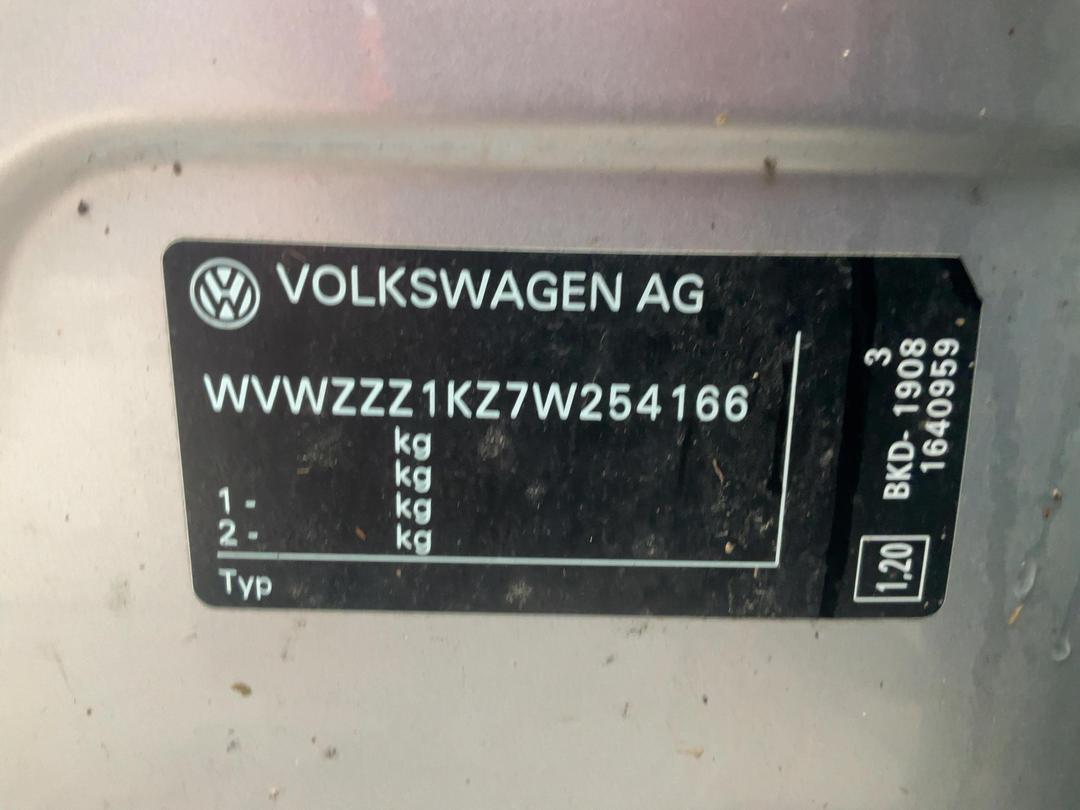 VOLKSWAGEN AG
WVWZZZ1KZ7W254166
kg
kg
1 - kg
2 - kg
Typ
3
BKD- 1908
1640959
1,20